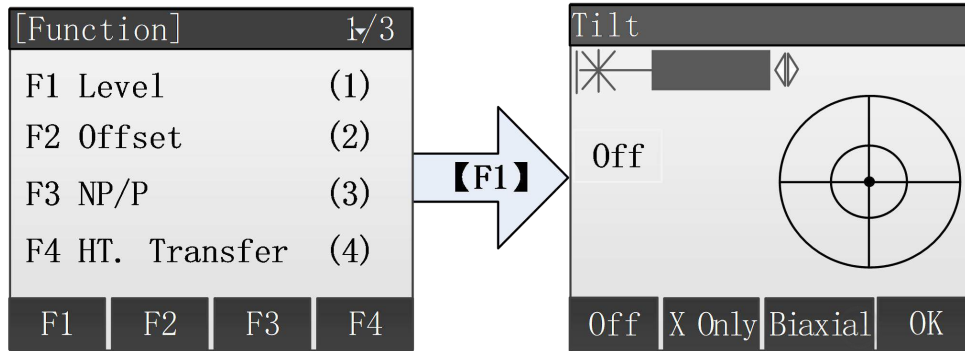 [Function] 1/3
F1 Level (1)
F2 Offset (2)
F3 NP/P (3)
F4 HT. Transfer (4)
F1 F2 F3 F4
【F1】
Tilt
Off
Off X Only Biaxial OK